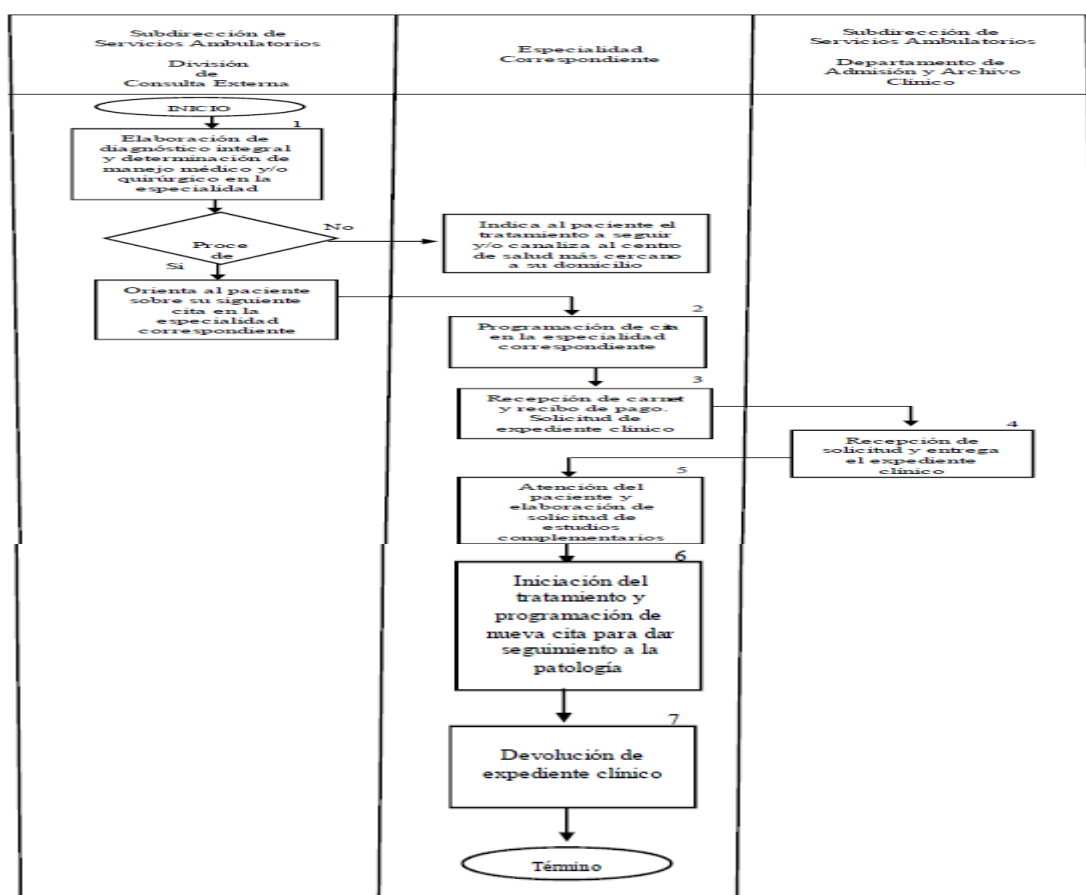 Subdirección de
Servicios Ambulatorios
División
de
Consulta Externa
Especialidad
Correspondiente
Subdirección de
Servicios Ambulatorios
Departamento de
Admisión y Archivo
Clínico
INICIO
1
Elaboración de
diagnóstico integral
y determinación de
manejo médico y/o
quirúrgico en la
especialidad
No
Proce
de
Si
Indica al paciente el
tratamiento a seguir
y/o canaliza al centro
de salud más cercano
a su domicilio
Orienta al paciente
sobre su siguiente
cita en la
especialidad
correspondiente
2
Programación de cita
en la especialidad
correspondiente
3
Recepción de carnet
y recibo de pago.
Solicitud de
expediente clínico
4
Recepción de
solicitud y entrega
el expediente
clínico
5
Atención del
paciente y
elaboración de
solicitud de
estudios
complementarios
6
Iniciación del
tratamiento y
programación de
nueva cita para dar
seguimiento a la
patología
7
Devolución de
expediente clínico
Término